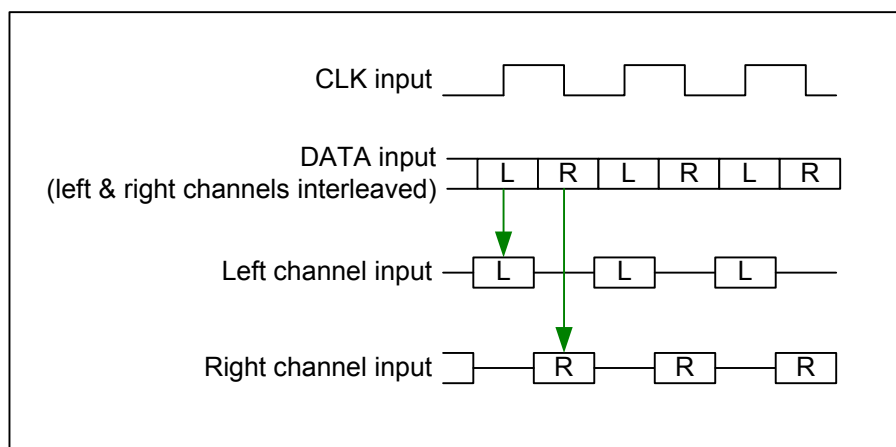 CLK input
DATA input
(left & right channels interleaved)
L R L R L R
Left channel input
L L L
Right channel input
R R R